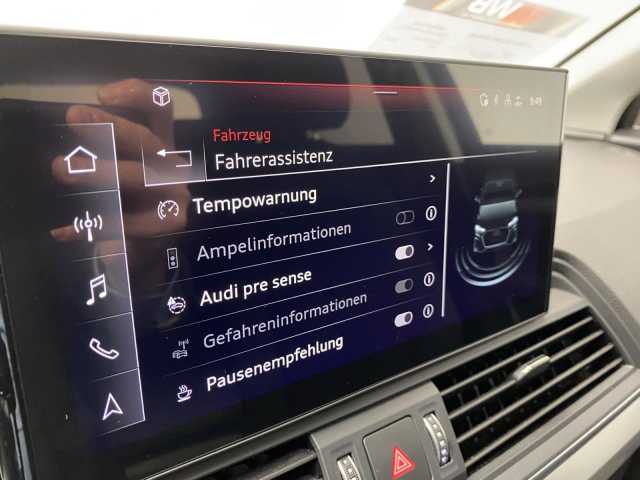 Fahrzeug
Fahrerassistenz
Tempowarnung
Ampelinformationen
Audi pre sense
Gefahreninformationen
Pausenempfehlung